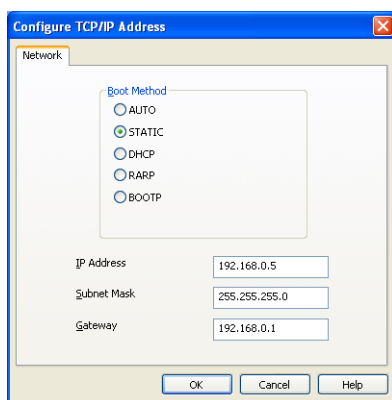 Configure TCP/IP Address
Network
Boot Method
AUTO
STATIC
DHCP
RARP
BOOTP
IP Address 192.168.0.5
Subnet Mask 255.255.255.0
Gateway 192.168.0.1
OK Cancel Help